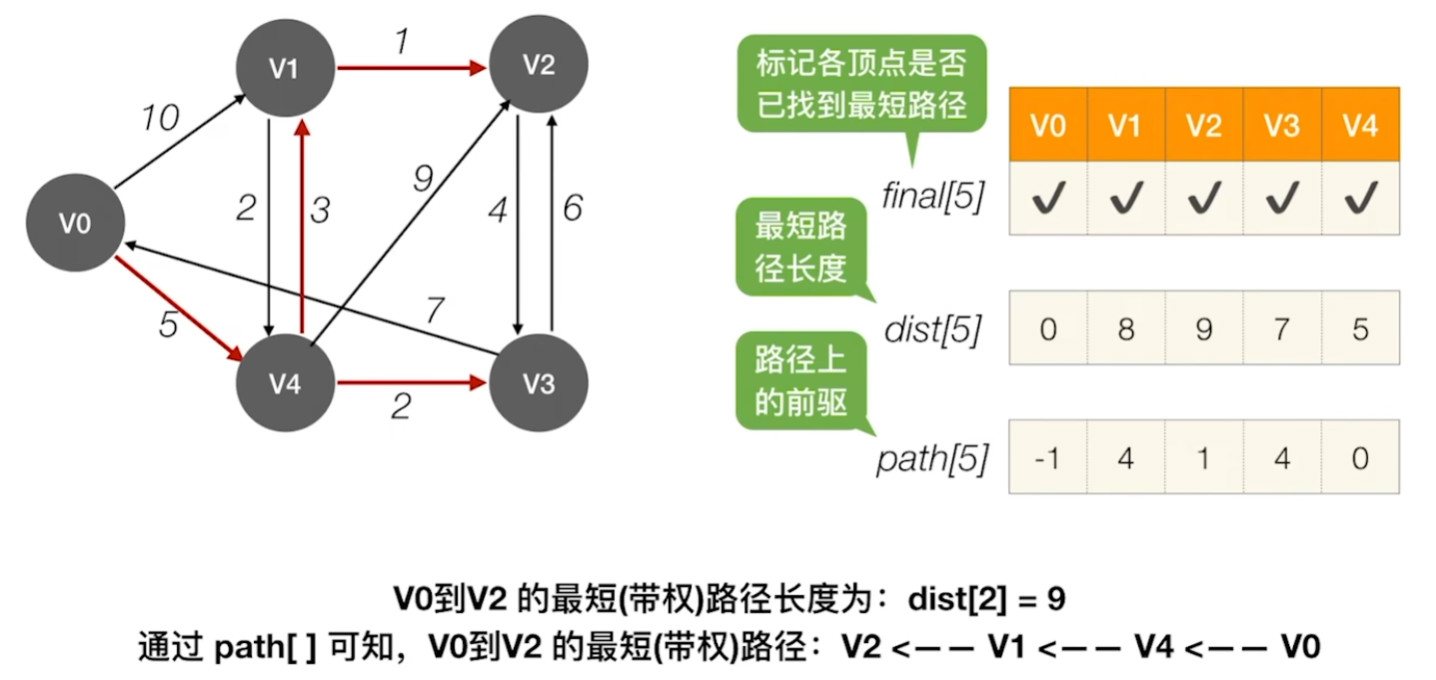 V1
1
V2
10
2
3
9
4
6
V0
5
7
V4
2
V3
标记各顶点是否
已找到最短路径
V0 V1 V2 V3 V4
final[5] ✓ ✓ ✓ ✓ ✓
最短路
径长度
dist[5] 0 8 9 7 5
路径上
的前驱
path[5] -1 4 1 4 0
V0到V2 的最短(带权)路径长度为：dist[2] = 9
通过 path[ ] 可知，V0到V2 的最短(带权)路径：V2 <—— V1 <—— V4 <—— V0